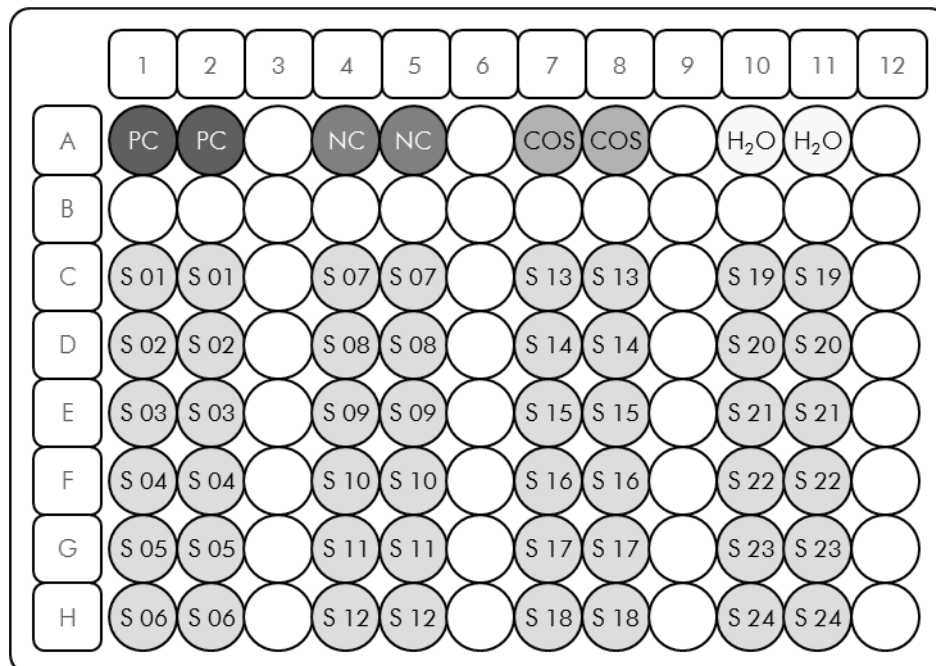 1 2 3 4 5 6 7 8 9 10 11 12
A PC PC NC NC COS COS H₂O H₂O
B
C S 01 S 01 S 07 S 07 S 13 S 13 S 19 S 19
D S 02 S 02 S 08 S 08 S 14 S 14 S 20 S 20
E S 03 S 03 S 09 S 09 S 15 S 15 S 21 S 21
F S 04 S 04 S 10 S 10 S 16 S 16 S 22 S 22
G S 05 S 05 S 11 S 11 S 17 S 17 S 23 S 23
H S 06 S 06 S 12 S 12 S 18 S 18 S 24 S 24